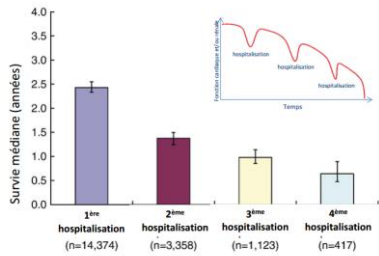 Survie médiane (années)
4.0
3.5
3.0
2.5
2.0
1.5
1.0
0.5
0.0
Fonction cardiaque et/ou rénale
hospitalisation
hospitalisation
hospitalisation
Temps
1ère
hospitalisation
(n=14,374)
2ème
hospitalisation
(n=3,358)
3ème
hospitalisation
(n=1,123)
4ème
hospitalisation
(n=417)